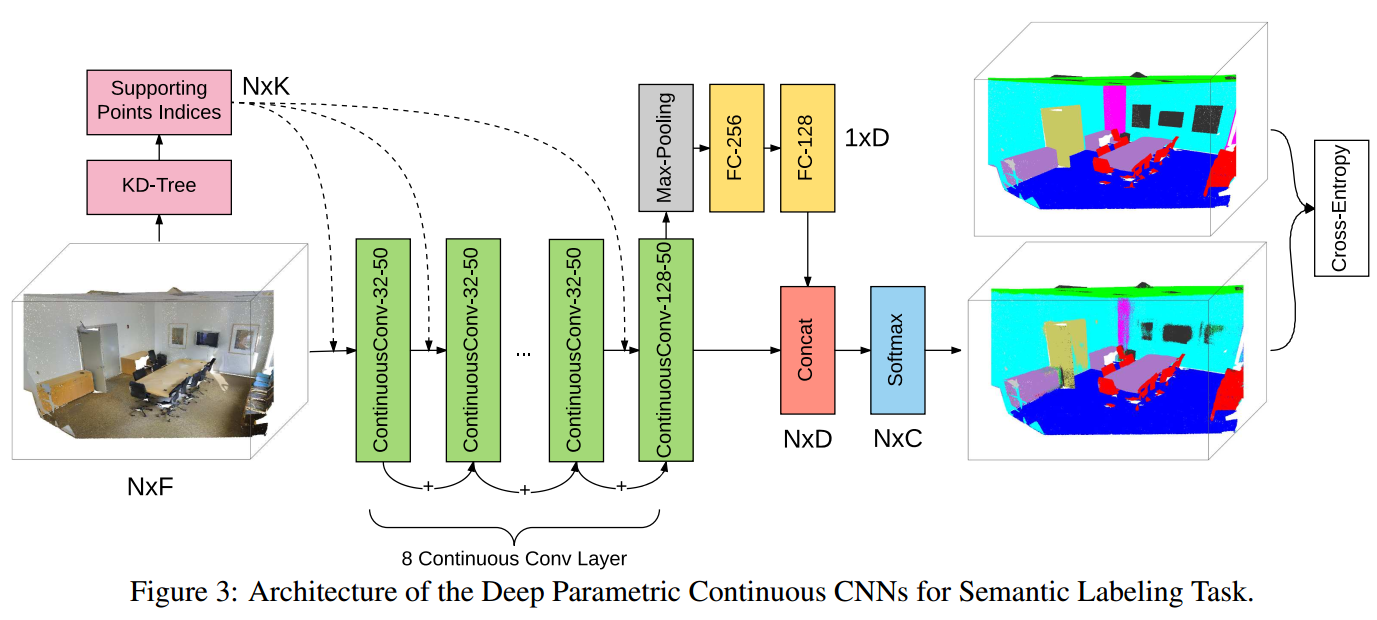 Supporting
Points Indices
NxK
KD-Tree
NxF
ContinuousConv-32-50
ContinuousConv-32-50
...
ContinuousConv-32-50
ContinuousConv-128-50
+
+
+
8 Continuous Conv Layer
Max-Pooling
FC-256
FC-128
1xD
Concat
NxD
Softmax
NxC
Cross-Entropy
Figure 3: Architecture of the Deep Parametric Continuous CNNs for Semantic Labeling Task.